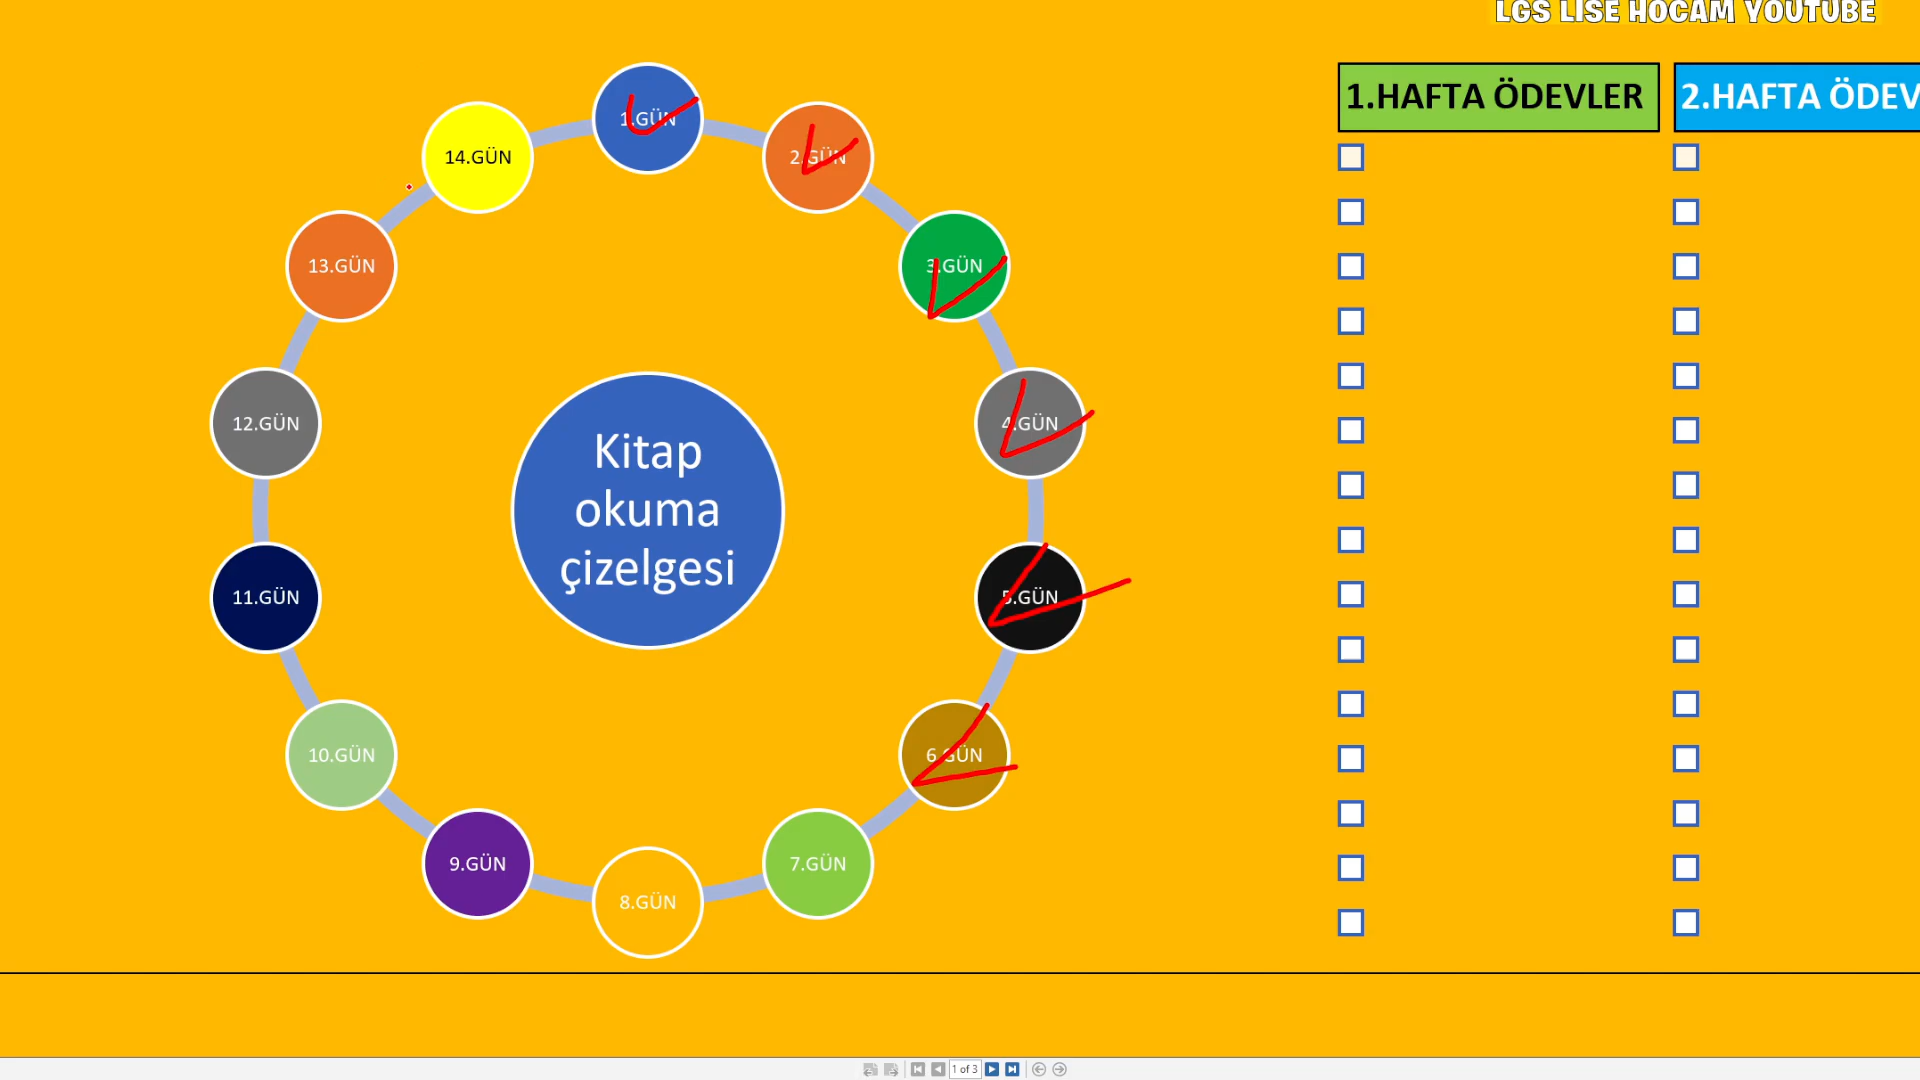 LGS LISE HOCAM YOUTUBE
1.HAFTA ÖDEVLER
2.HAFTA ÖDEV
1.GÜN
2.GÜN
3.GÜN
4.GÜN
5.GÜN
6.GÜN
7.GÜN
8.GÜN
9.GÜN
10.GÜN
11.GÜN
12.GÜN
13.GÜN
14.GÜN
Kitap
okuma
çizelgesi
1 of 3